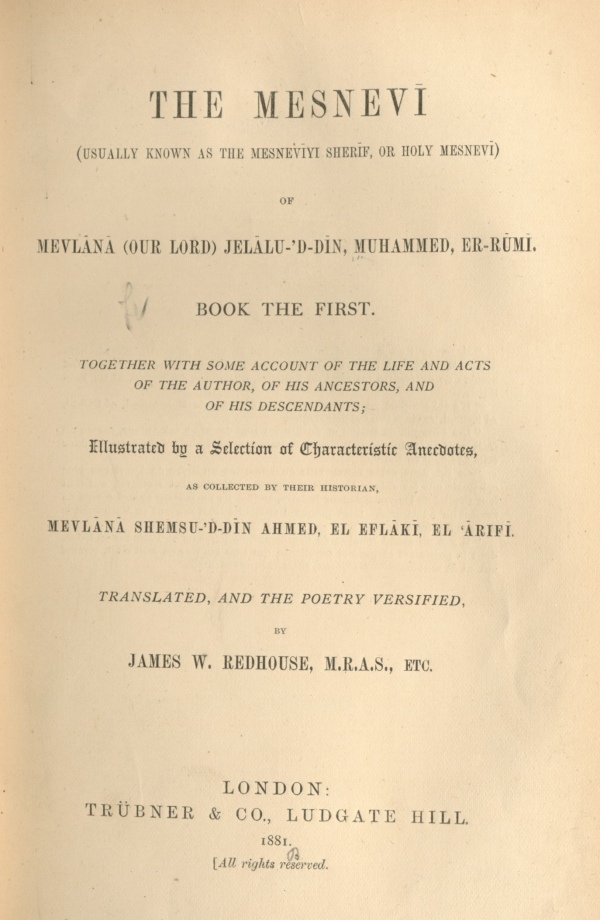 THE MESNEVĪ
(USUALLY KNOWN AS THE MESNEVĪYI SHERĪF, OR HOLY MESNEVĪ)
OF
MEVLĀNĀ (OUR LORD) JELĀLU-'D-DĪN, MUHAMMED, ER-RŪMĪ.
BOOK THE FIRST.
TOGETHER WITH SOME ACCOUNT OF THE LIFE AND ACTS
OF THE AUTHOR, OF HIS ANCESTORS, AND
OF HIS DESCENDANTS;
Illustrated by a Selection of Characteristic Anecdotes,
AS COLLECTED BY THEIR HISTORIAN,
MEVLĀNĀ SHEMSU-'D-DĪN AHMED, EL EFLĀKĪ, EL 'ĀRIFĪ.
TRANSLATED, AND THE POETRY VERSIFIED,
BY
JAMES W. REDHOUSE, M.R.A.S., ETC.
LONDON:
TRÜBNER & CO., LUDGATE HILL.
1881.
[All rights reserved.